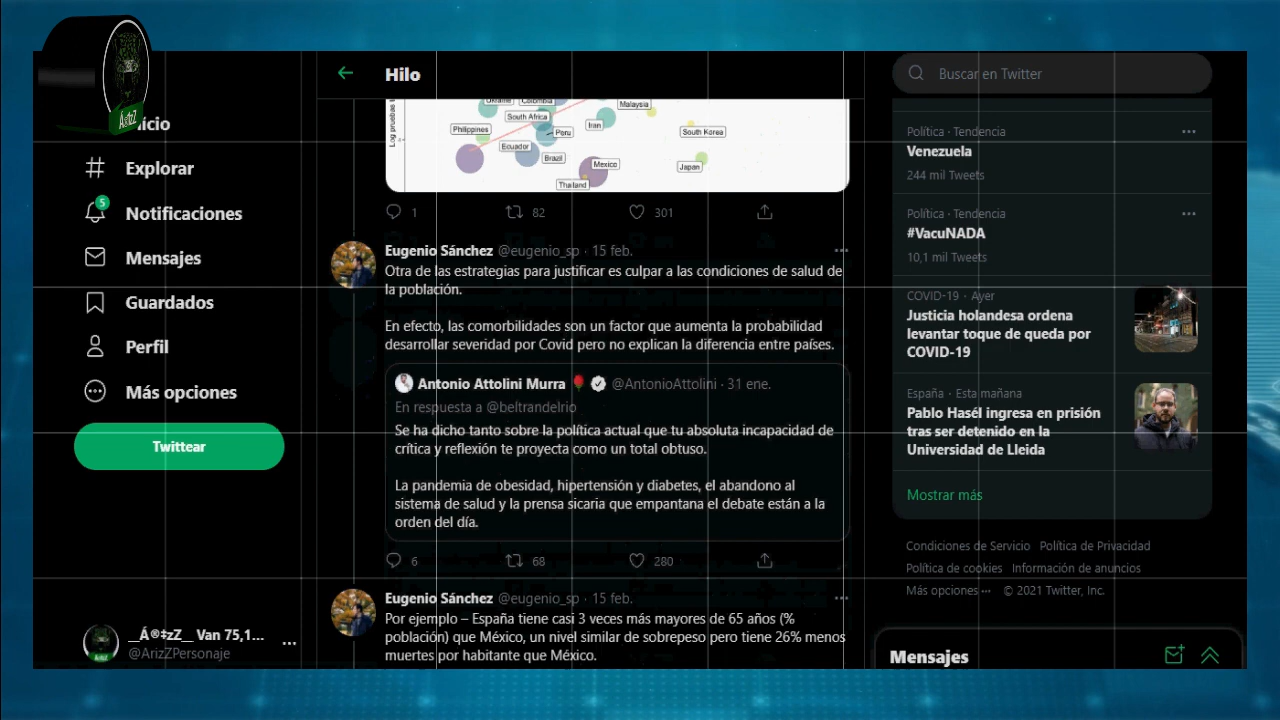 ArizZ
Inicio
Explorar
5
Notificaciones
Mensajes
Guardados
Perfil
Más opciones
Twittear
__Á®‡zZ__ Van 75,1...
@ArizZPersonaje
Hilo
Log pruebas
Ukraine
Colombia
Malaysia
South Africa
Iran
Philippines
Peru
South Korea
Ecuador
Brazil
Mexico
Japan
Thailand
1 82 301
Eugenio Sánchez @eugenio_sp · 15 feb.
Otra de las estrategias para justificar es culpar a las condiciones de salud de
la población.
En efecto, las comorbilidades son un factor que aumenta la probabilidad
desarrollar severidad por Covid pero no explican la diferencia entre países.
Antonio Attolini Murra @AntonioAttolini · 31 ene.
En respuesta a @beltrandelrio
Se ha dicho tanto sobre la política actual que tu absoluta incapacidad de
crítica y reflexión te proyecta como un total obtuso.
La pandemia de obesidad, hipertensión y diabetes, el abandono al
sistema de salud y la prensa sicaria que empantana el debate están a la
orden del día.
6 68 280
Eugenio Sánchez @eugenio_sp · 15 feb.
Por ejemplo – España tiene casi 3 veces más mayores de 65 años (%
población) que México, un nivel similar de sobrepeso pero tiene 26% menos
muertes por habitante que México.
Buscar en Twitter
Política · Tendencia
Venezuela
244 mil Tweets
Política · Tendencia
#VacuNADA
10,1 mil Tweets
COVID-19 · Ayer
Justicia holandesa ordena
levantar toque de queda por
COVID-19
España · Esta mañana
Pablo Hasél ingresa en prisión
tras ser detenido en la
Universidad de Lleida
Mostrar más
Condiciones de Servicio Política de Privacidad
Política de cookies Información de anuncios
Más opciones ··· © 2021 Twitter, Inc.
Mensajes